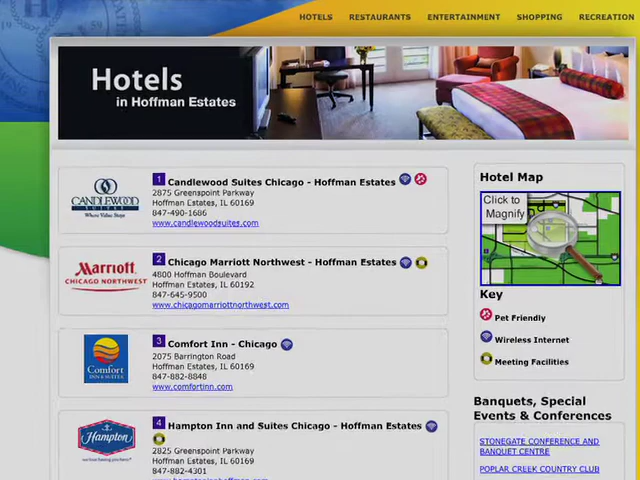 HOTELS RESTAURANTS ENTERTAINMENT SHOPPING RECREATION
Hotels
in Hoffman Estates
1 Candlewood Suites Chicago - Hoffman Estates
2875 Greenspoint Parkway
Hoffman Estates, IL 60169
847-490-1686
www.candlewoodsuites.com
CANDLEWOOD
SUITES
Where Value Stays
2 Chicago Marriott Northwest - Hoffman Estates
4800 Hoffman Boulevard
Hoffman Estates, IL 60192
847-645-9500
www.chicagomarriottnorthwest.com
Marriott
CHICAGO NORTHWEST
3 Comfort Inn - Chicago
2075 Barrington Road
Hoffman Estates, IL 60169
847-882-8848
www.comfortinn.com
Comfort
INN & SUITES
4 Hampton Inn and Suites Chicago - Hoffman Estates
2825 Greenspoint Parkway
Hoffman Estates, IL 60169
847-882-4301
Hampton
Hotel Map
Click to
Magnify
Key
Pet Friendly
Wireless Internet
Meeting Facilities
Banquets, Special
Events & Conferences
STONEGATE CONFERENCE AND
BANQUET CENTRE
POPLAR CREEK COUNTRY CLUB